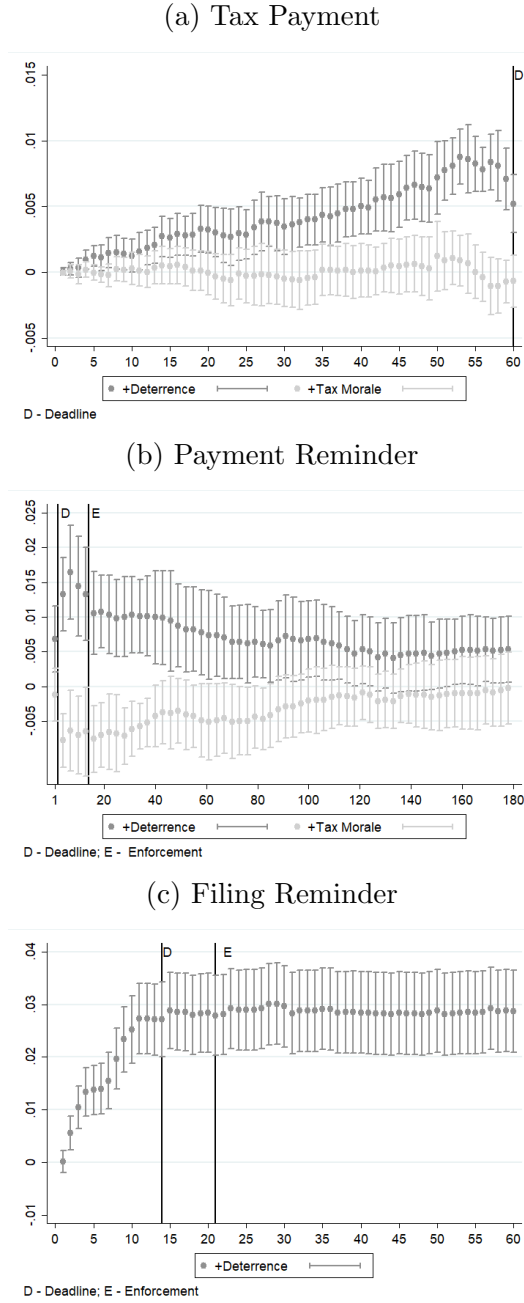 (a) Tax Payment
.015
.01
.005
0
-.005
D
0 5 10 15 20 25 30 35 40 45 50 55 60
+Deterrence +Tax Morale
D - Deadline
(b) Payment Reminder
.025
.02
.015
.01
.005
0
-.005
D E
1 20 40 60 80 100 120 140 160 180
+Deterrence +Tax Morale
D - Deadline; E - Enforcement
(c) Filing Reminder
.04
.03
.02
.01
0
-.01
D E
0 5 10 15 20 25 30 35 40 45 50 55 60
+Deterrence
D - Deadline; E - Enforcement